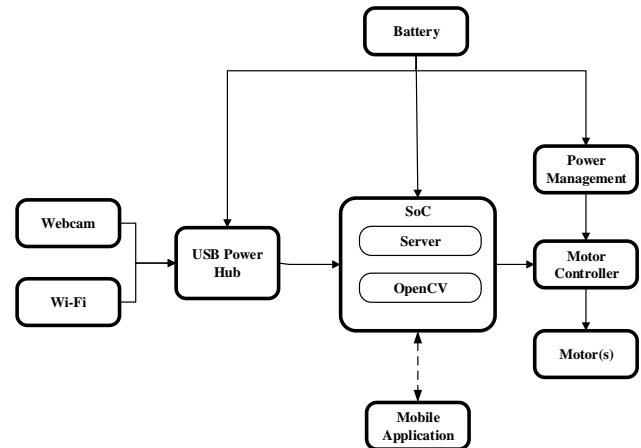 Battery
Power
Management
Webcam
SoC
Server
USB Power
Hub
Motor
Controller
OpenCV
Wi-Fi
Motor(s)
Mobile
Application